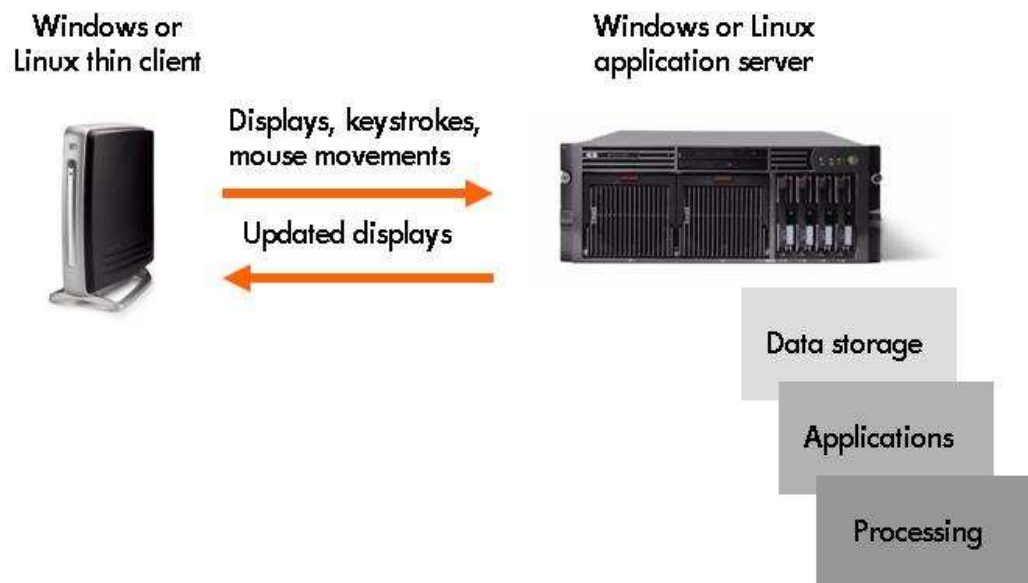 Windows or
Linux thin client
Windows or Linux
application server
Displays, keystrokes,
mouse movements
Updated displays
Data storage
Applications
Processing